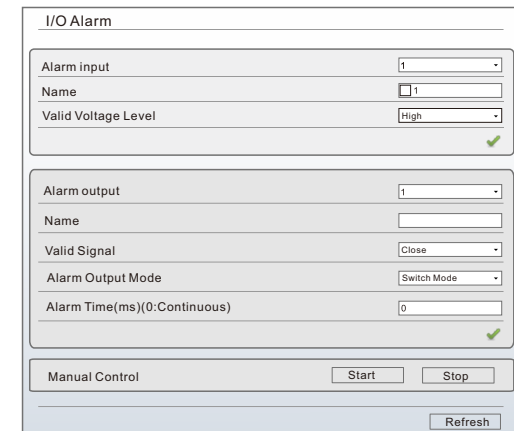 I/O Alarm
Alarm input 1
Name 1
Valid Voltage Level High
Alarm output 1
Name
Valid Signal Close
Alarm Output Mode Switch Mode
Alarm Time(ms)(0:Continuous) 0
Manual Control Start Stop
Refresh